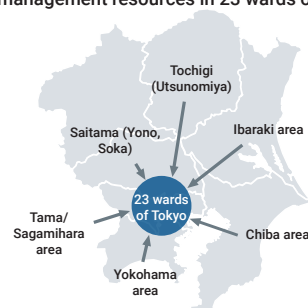 management resources in 23 wards o
Tochigi
(Utsunomiya)
Saitama (Yono,
Soka)
Ibaraki area
23 wards
of Tokyo
Tama/
Sagamihara
area
Chiba area
Yokohama
area